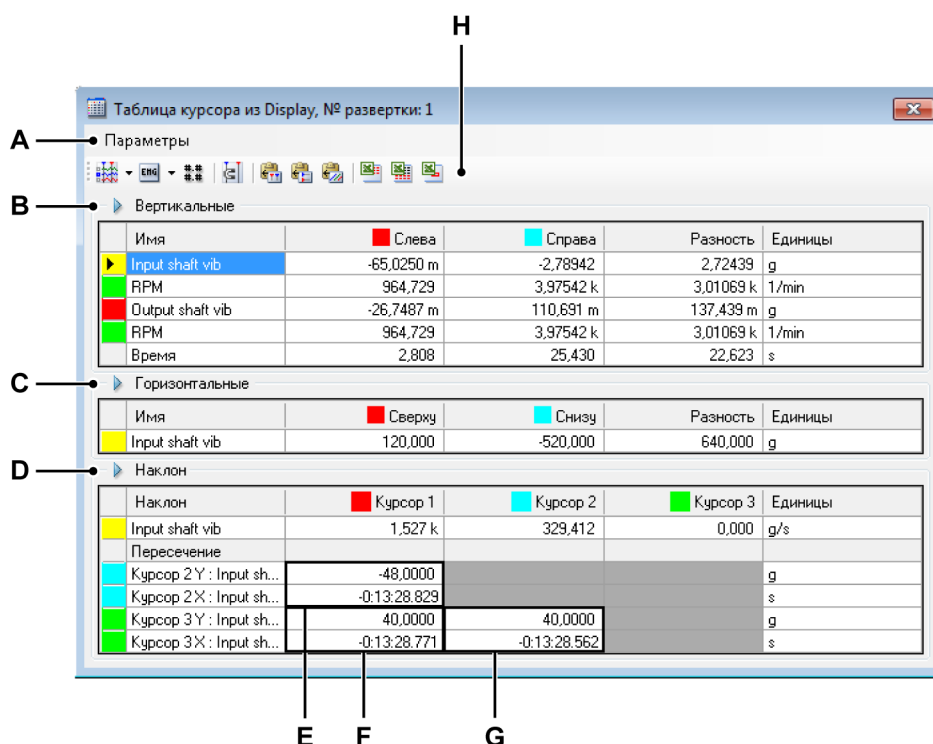 H
Таблица курсора из Display, № развертки: 1
A
Параметры
EMG
#.#
#.#
B
Вертикальные
Имя Слева Справа Разность Единицы
Input shaft vib -65,0250 m -2,78942 2,72439 g
RPM 964,729 3,97542 k 3,01069 k 1/min
Output shaft vib -26,7487 m 110,691 m 137,439 m g
RPM 964,729 3,97542 k 3,01069 k 1/min
Время 2,808 25,430 22,623 s
C
Горизонтальные
Имя Сверху Снизу Разность Единицы
Input shaft vib 120,000 -520,000 640,000 g
D
Наклон
Наклон Курсор 1 Курсор 2 Курсор 3 Единицы
Input shaft vib 1,527 k 329,412 0,000 g/s
Пересечение
Курсор 2 Y : Input sh... -48,0000 g
Курсор 2 X : Input sh... -0:13:28.829 s
Курсор 3 Y : Input sh... 40,0000 40,0000 g
Курсор 3 X : Input sh... -0:13:28.771 -0:13:28.562 s
E F G